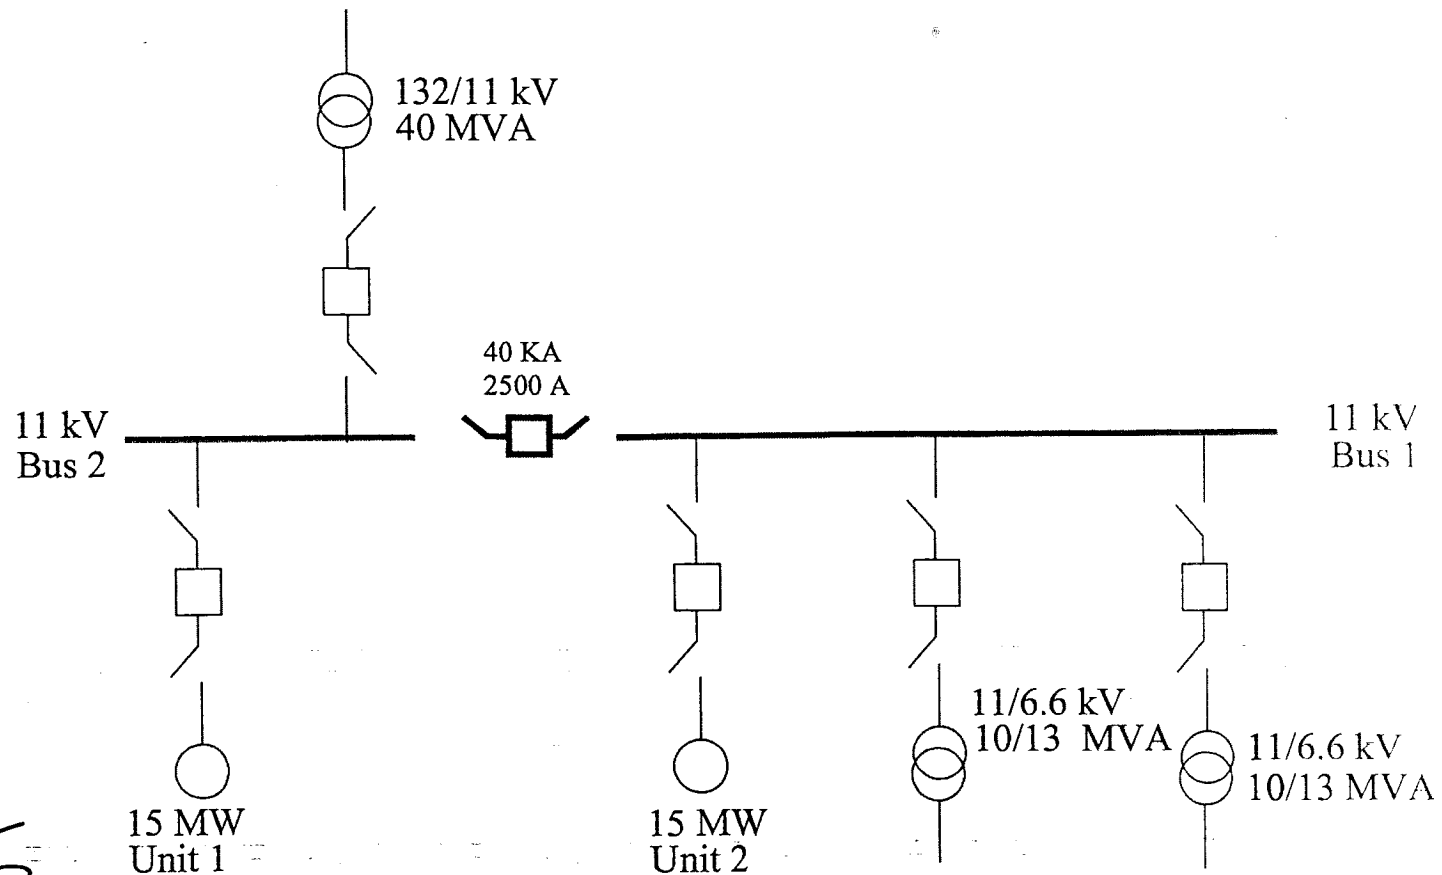 132/11 kV
40 MVA
40 KA
2500 A
11 kV
Bus 2
11 kV
Bus 1
11/6.6 kV
10/13 MVA
11/6.6 kV
10/13 MVA
15 MW
Unit 1
15 MW
Unit 2